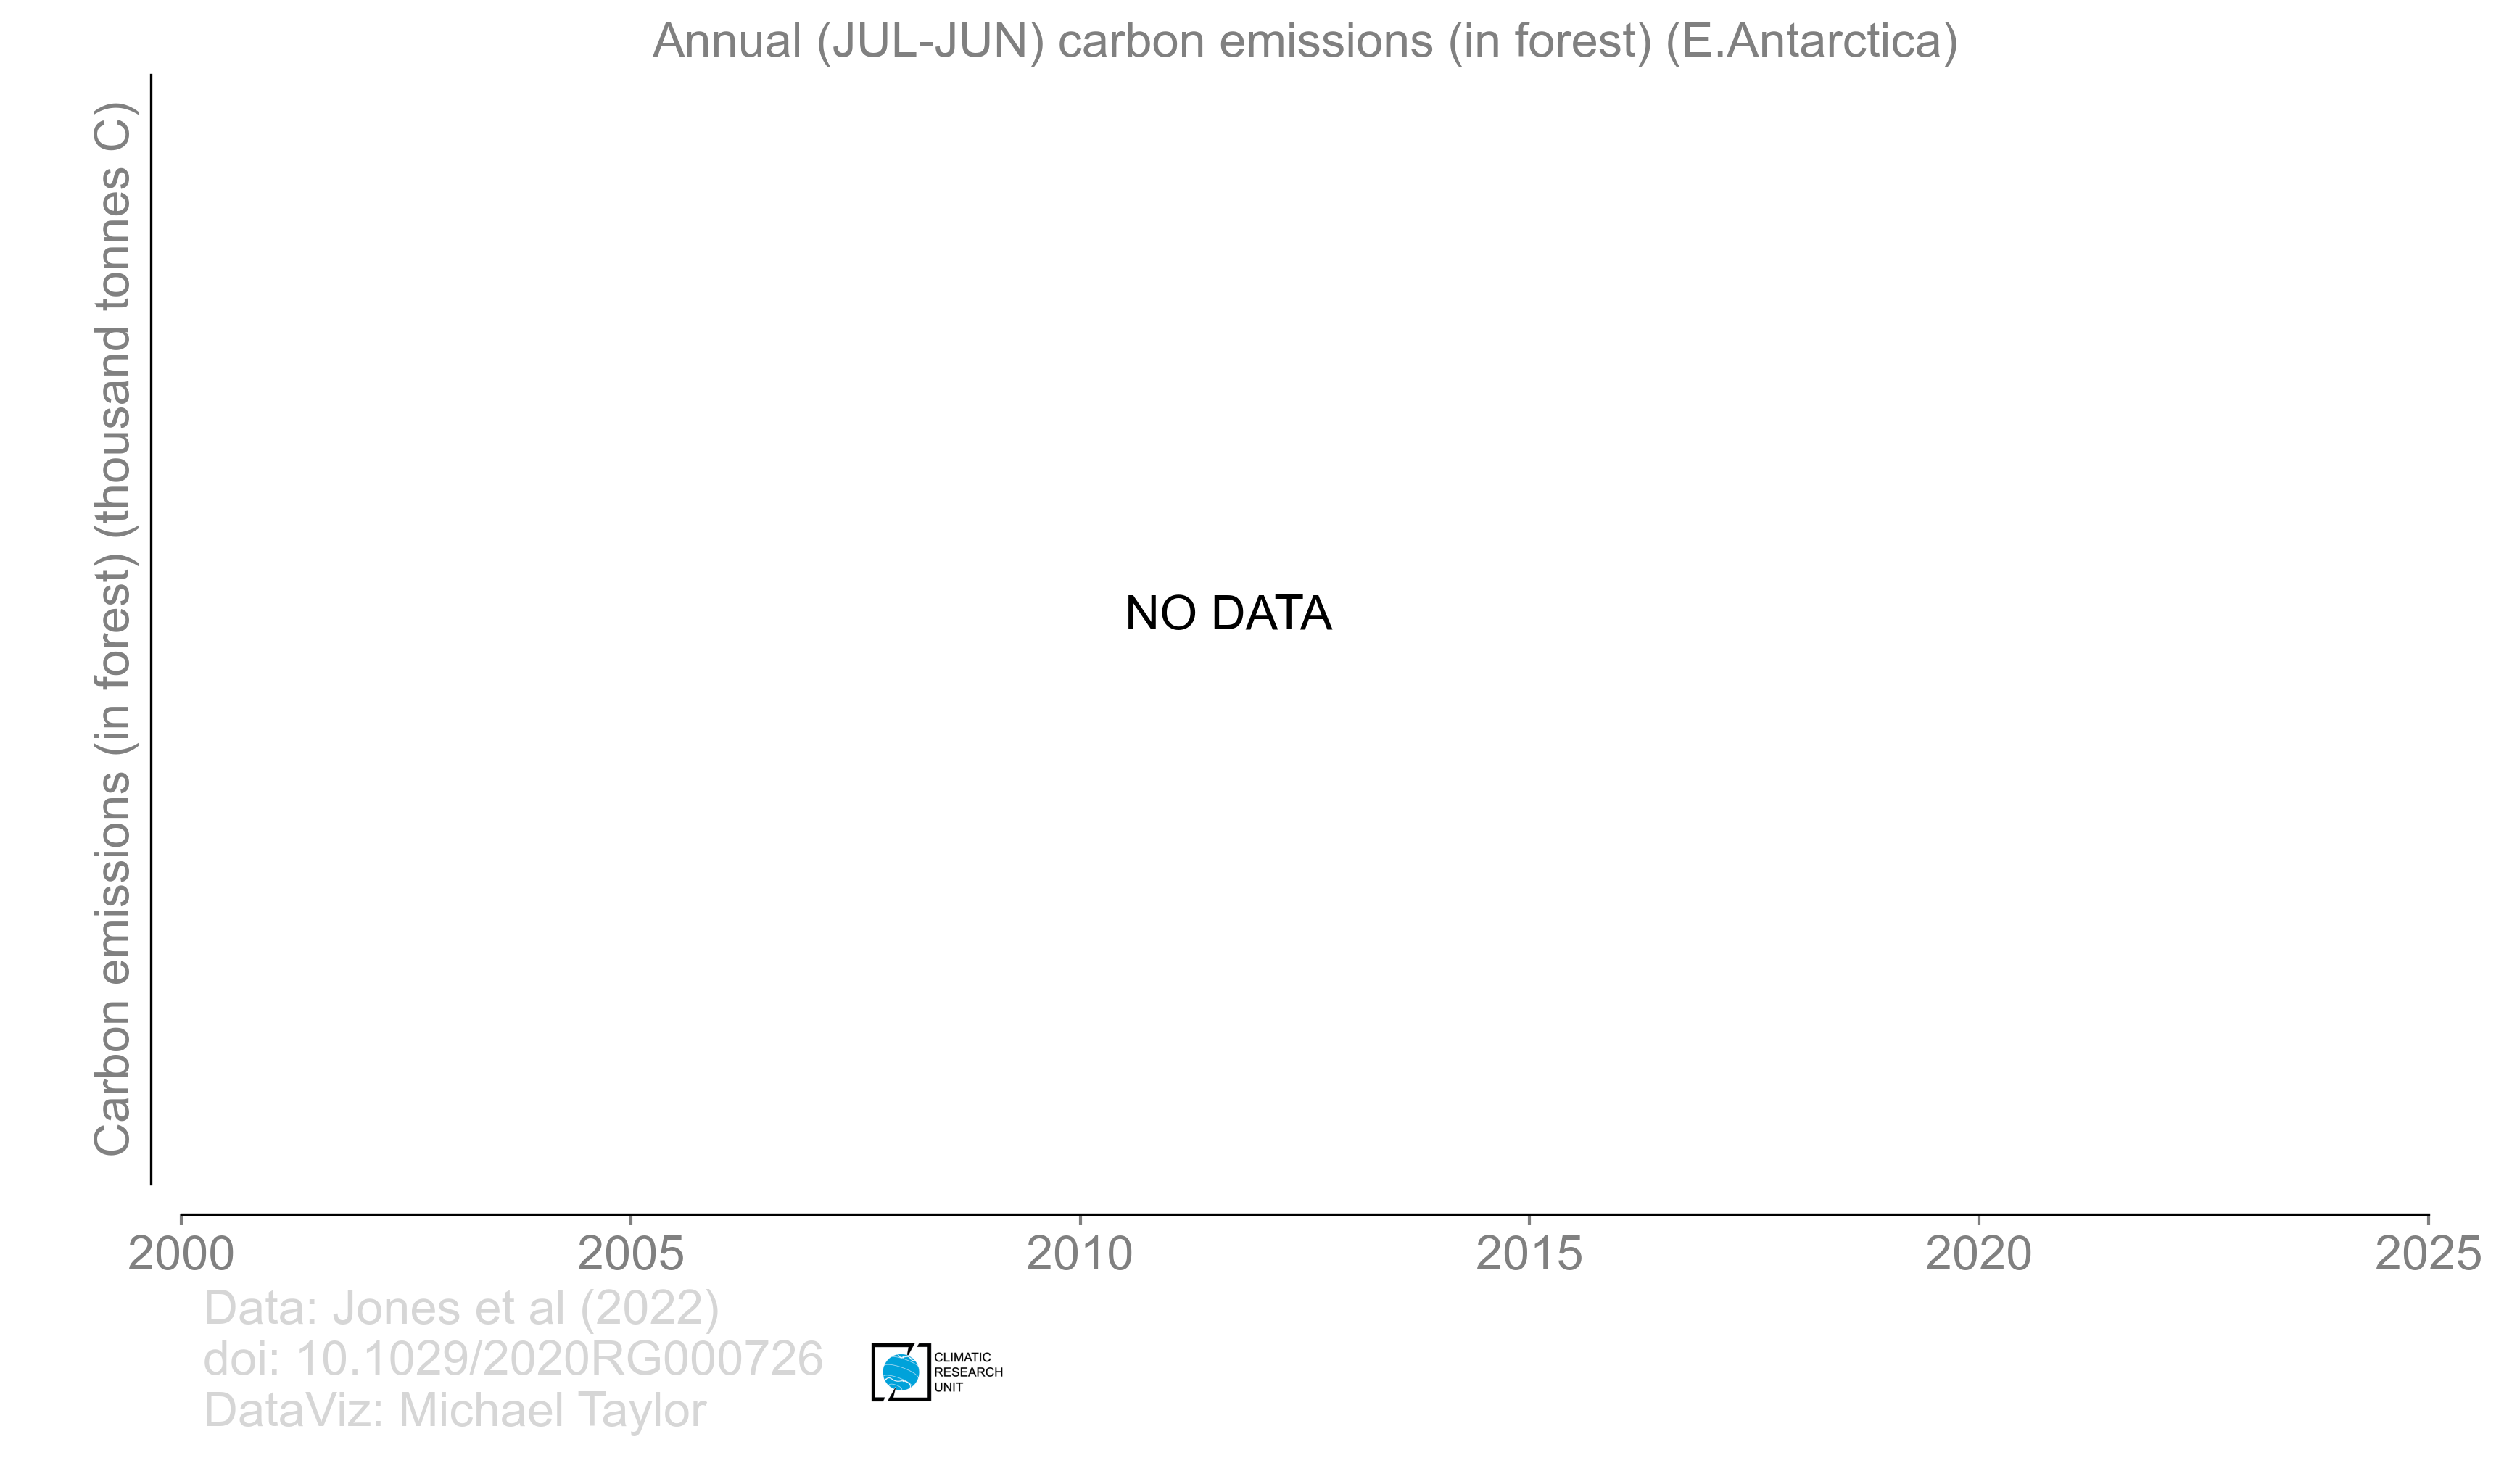 Annual (JUL-JUN) carbon emissions (in forest) (E.Antarctica)
Carbon emissions (in forest) (thousand tonnes C)
NO DATA
2000 2005 2010 2015 2020 2025
Data: Jones et al (2022)
doi: 10.1029/2020RG000726
DataViz: Michael Taylor
CLIMATIC
RESEARCH
UNIT